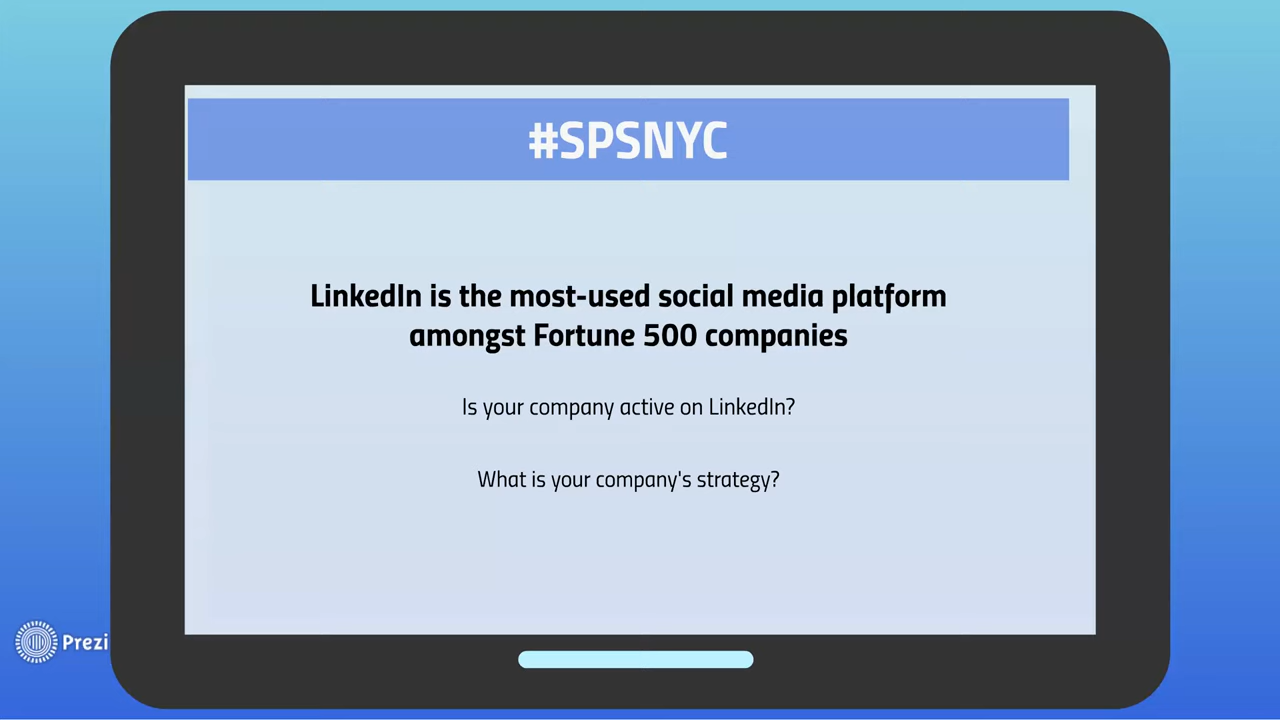 #SPSNYC
LinkedIn is the most-used social media platform
amongst Fortune 500 companies
Is your company active on LinkedIn?
What is your company's strategy?
Prezi